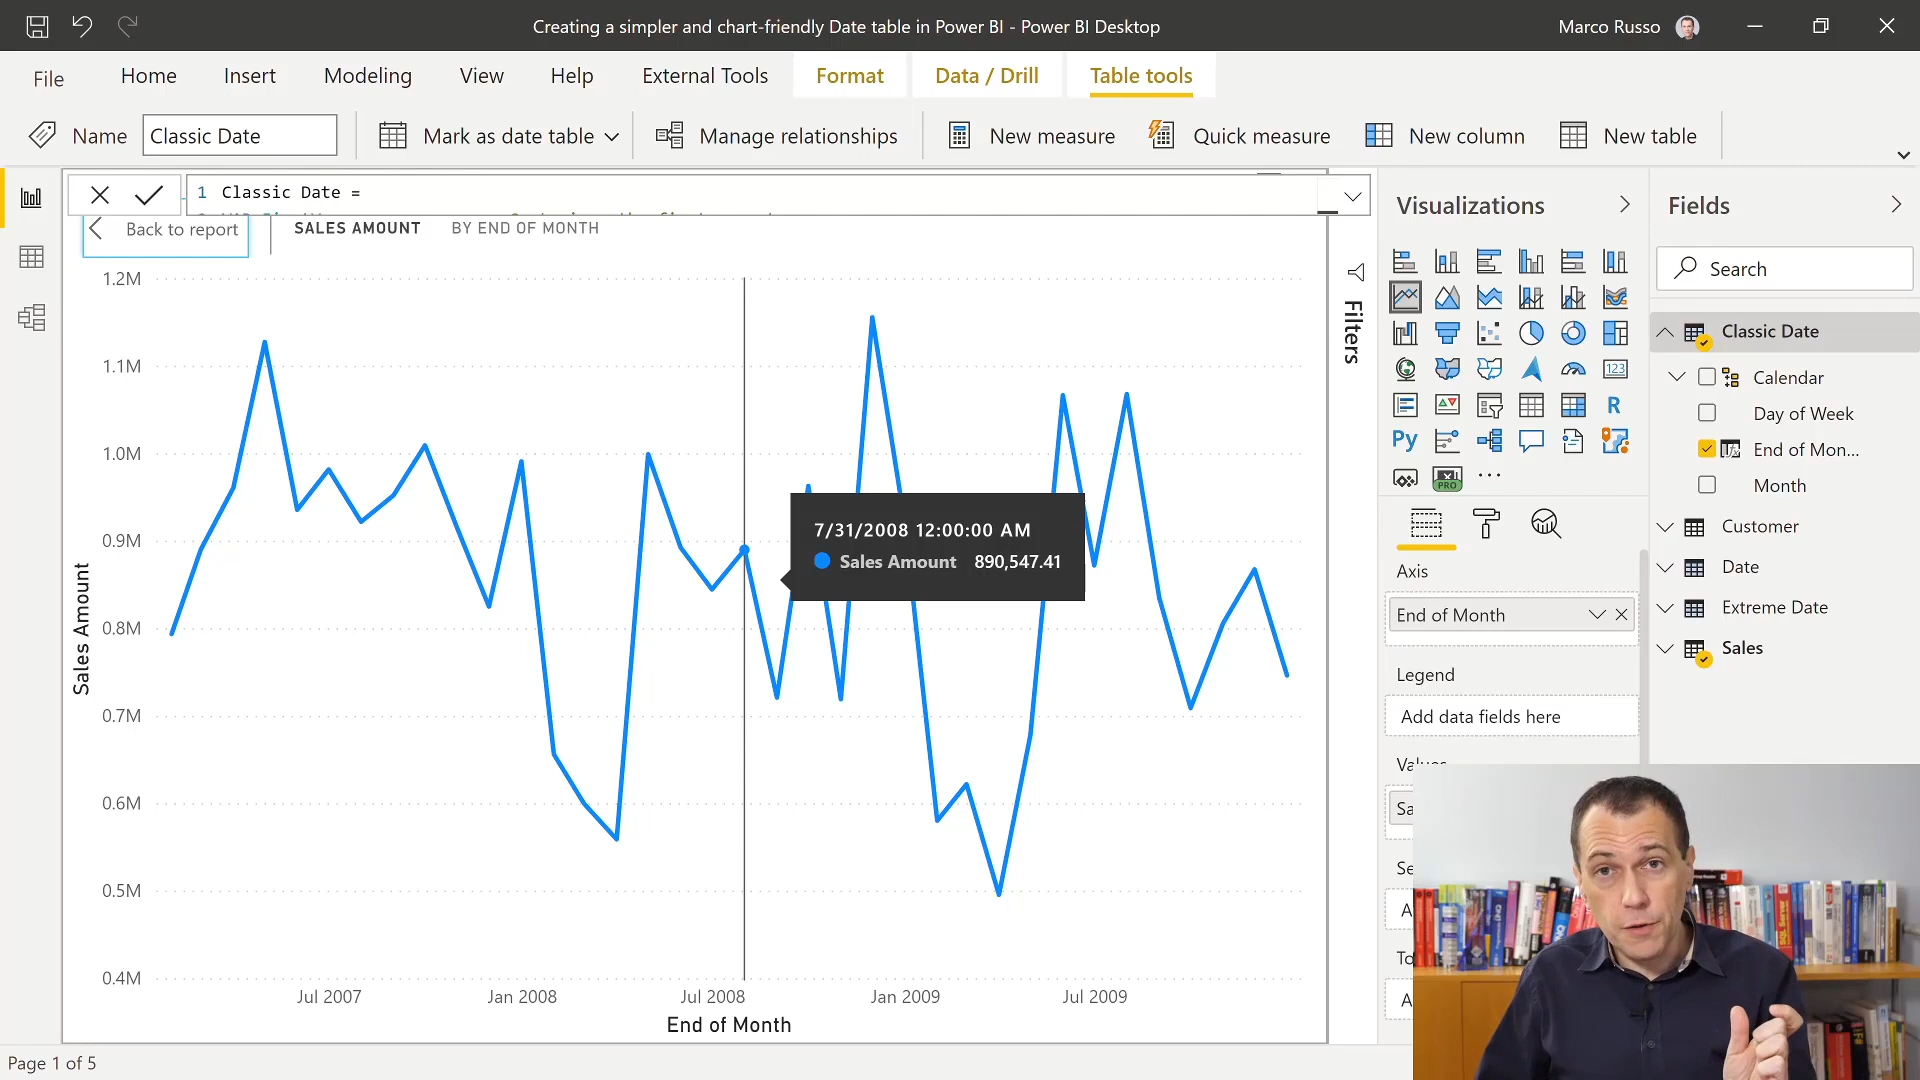 Creating a simpler and chart-friendly Date table in Power BI - Power BI Desktop
Marco Russo
File
Home
Insert
Modeling
View
Help
External Tools
Format
Data / Drill
Table tools
Name
Classic Date
Mark as date table
Manage relationships
New measure
Quick measure
New column
New table
1 Classic Date =
Back to report
SALES AMOUNT
BY END OF MONTH
1.2M
1.1M
1.0M
0.9M
0.8M
0.7M
0.6M
0.5M
0.4M
Sales Amount
7/31/2008 12:00:00 AM
Sales Amount 890,547.41
Jul 2007
Jan 2008
Jul 2008
Jan 2009
Jul 2009
End of Month
Filters
Visualizations
123
R
Py
PRO
Axis
End of Month
Legend
Add data fields here
Values
Sa
Se
A
To
A
Fields
Search
Classic Date
Calendar
Day of Week
End of Mon...
Month
Customer
Date
Extreme Date
Sales
Page 1 of 5